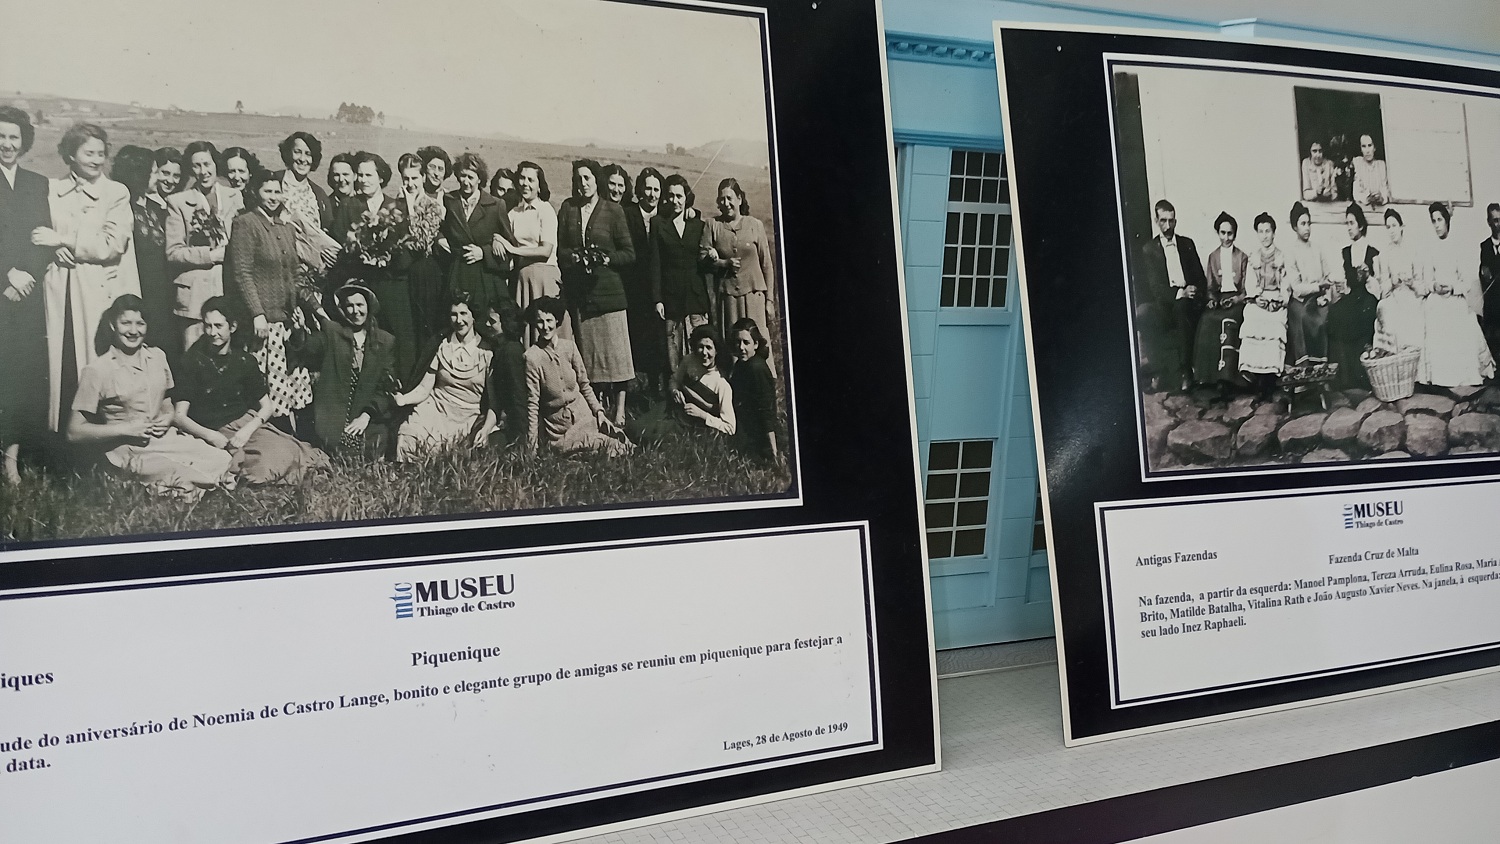 mtc MUSEU
Thiago de Castro
iques
Piquenique
ude do aniversário de Noemia de Castro Lange, bonito e elegante grupo de amigas se reuniu em piquenique para festejar a
data.
Lages, 28 de Agosto de 1949
mtc MUSEU
Thiago de Castro
Antigas Fazendas
Fazenda Cruz de Malta
Na fazenda, a partir da esquerda: Manoel Pamplona, Tereza Arruda, Eulina Rosa, Maria
Brito, Matilde Batalha, Vitalina Rath e João Augusto Xavier Neves. Na janela, à esquerda:
seu lado Inez Raphaeli.